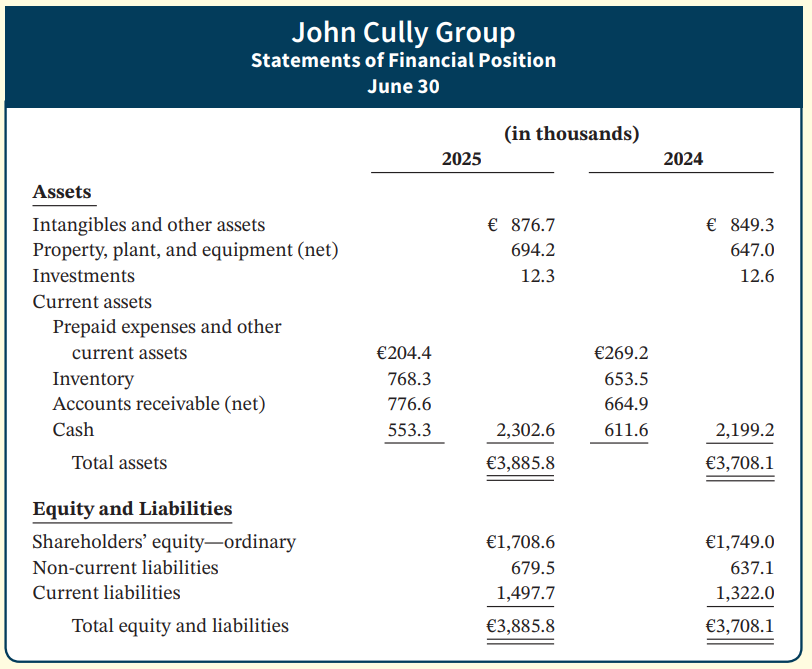 John Cully Group
Statements of Financial Position
June 30
(in thousands)
2025 2024
Assets
Intangibles and other assets € 876.7 € 849.3
Property, plant, and equipment (net) 694.2 647.0
Investments 12.3 12.6
Current assets
Prepaid expenses and other
current assets €204.4 €269.2
Inventory 768.3 653.5
Accounts receivable (net) 776.6 664.9
Cash 553.3 2,302.6 611.6 2,199.2
Total assets €3,885.8 €3,708.1
Equity and Liabilities
Shareholders’ equity—ordinary €1,708.6 €1,749.0
Non-current liabilities 679.5 637.1
Current liabilities 1,497.7 1,322.0
Total equity and liabilities €3,885.8 €3,708.1